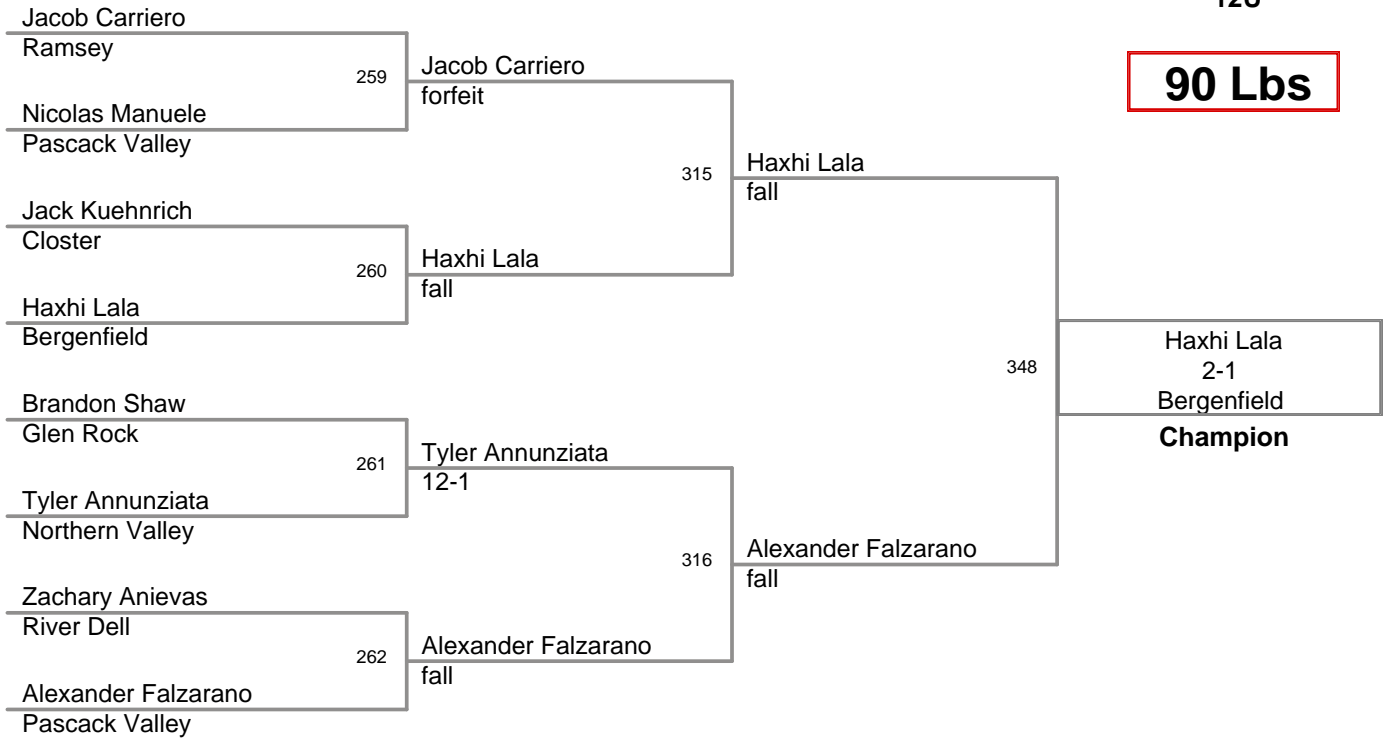 12U
90 Lbs
Jacob Carriero
Ramsey
259
Jacob Carriero
forfeit
Nicolas Manuele
Pascack Valley
315
Haxhi Lala
fall
Jack Kuehnrich
Closter
260
Haxhi Lala
fall
Haxhi Lala
Bergenfield
348
Haxhi Lala
2-1
Bergenfield
Champion
Brandon Shaw
Glen Rock
261
Tyler Annunziata
12-1
Tyler Annunziata
Northern Valley
316
Alexander Falzarano
fall
Zachary Anievas
River Dell
262
Alexander Falzarano
fall
Alexander Falzarano
Pascack Valley